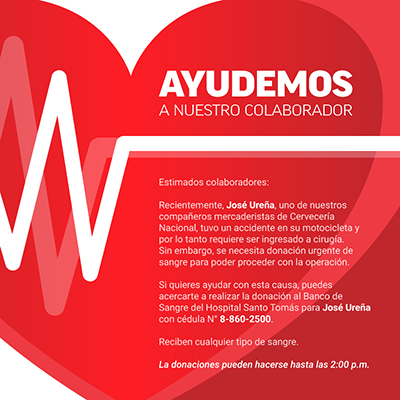 AYUDEMOS
A NUESTRO COLABORADOR
Estimados colaboradores:
Recientemente, José Ureña, uno de nuestros
compañeros mercaderistas de Cervecería
Nacional, tuvo un accidente en su motocicleta y
por lo tanto requiere ser ingresado a cirugía.
Sin embargo, se necesita donación urgente de
sangre para poder proceder con la operación.
Si quieres ayudar con esta causa, puedes
acercarte a realizar la donación al Banco de
Sangre del Hospital Santo Tomás para José Ureña
con cédula N° 8-860-2500.
Reciben cualquier tipo de sangre.
La donaciones pueden hacerse hasta las 2:00 p.m.